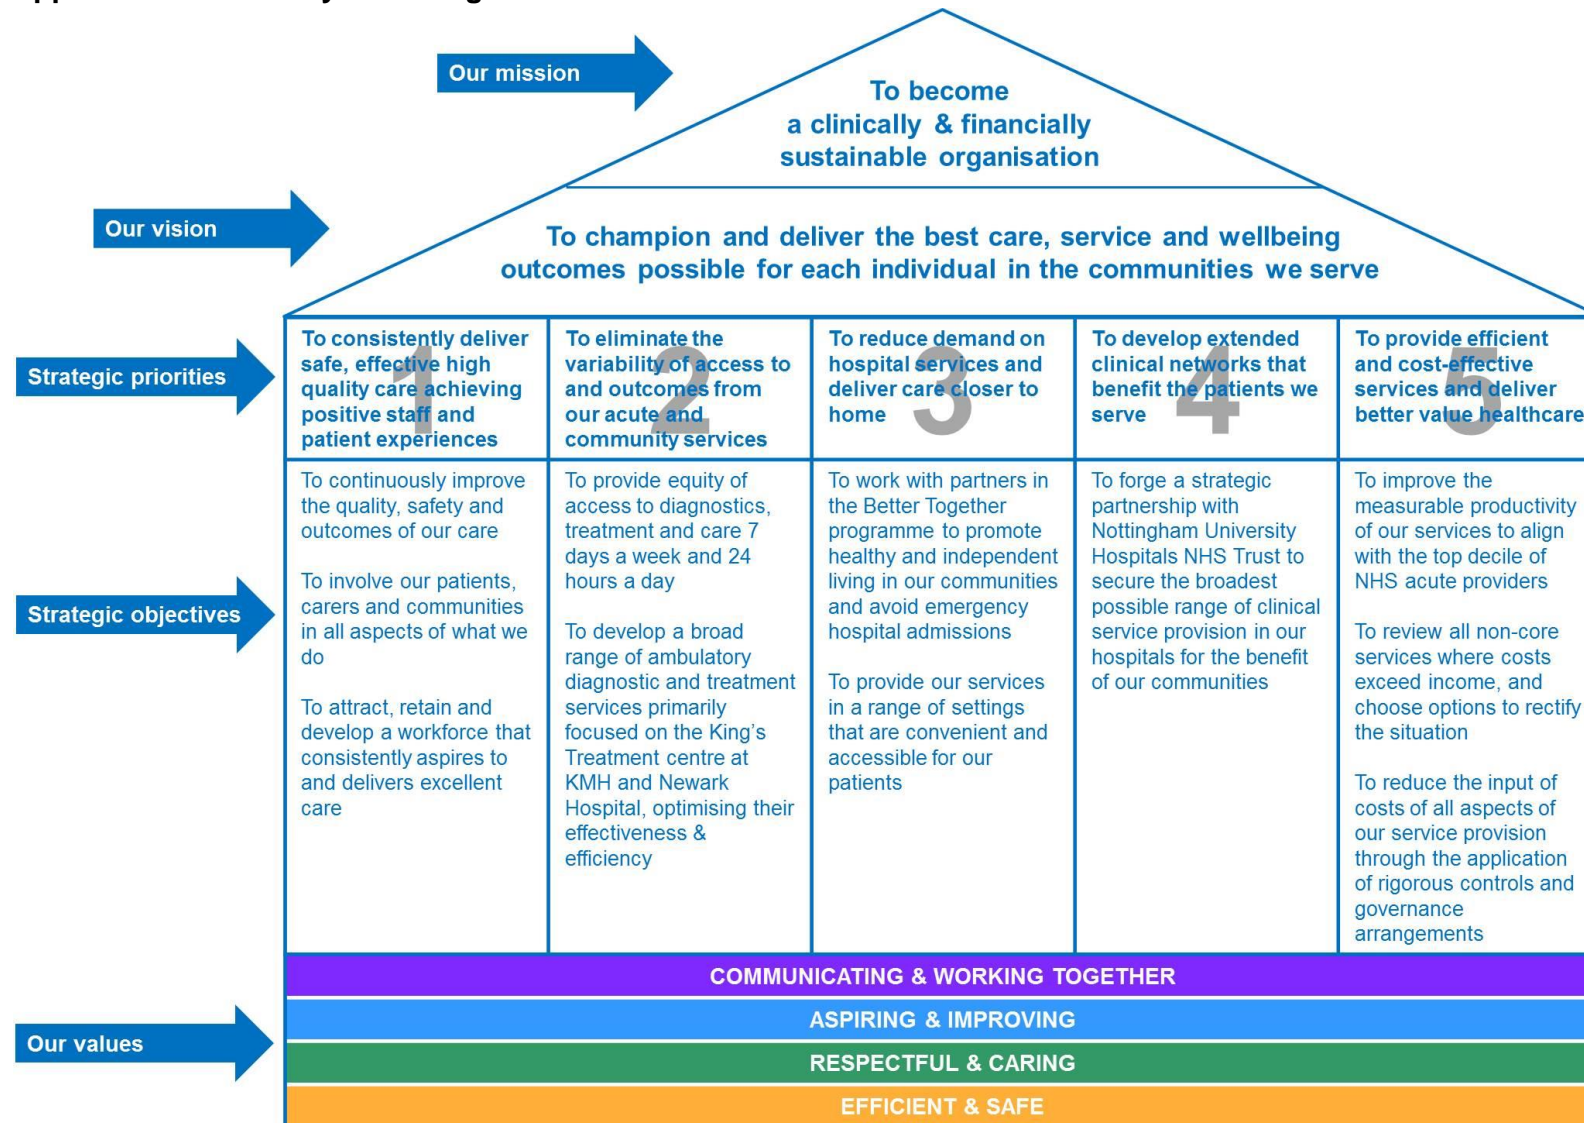 Our mission
To become
a clinically & financially
sustainable organisation
Our vision
To champion and deliver the best care, service and wellbeing
outcomes possible for each individual in the communities we serve
Strategic priorities
1
To consistently deliver
safe, effective high
quality care achieving
positive staff and
patient experiences
2
To eliminate the
variability of access to
and outcomes from
our acute and
community services
3
To reduce demand on
hospital services and
deliver care closer to
home
4
To develop extended
clinical networks that
benefit the patients we
serve
5
To provide efficient
and cost-effective
services and deliver
better value healthcare
Strategic objectives
To continuously improve
the quality, safety and
outcomes of our care
To involve our patients,
carers and communities
in all aspects of what we
do
To attract, retain and
develop a workforce that
consistently aspires to
and delivers excellent
care
To provide equity of
access to diagnostics,
treatment and care 7
days a week and 24
hours a day
To develop a broad
range of ambulatory
diagnostic and treatment
services primarily
focused on the King's
Treatment centre at
KMH and Newark
Hospital, optimising their
effectiveness &
efficiency
To work with partners in
the Better Together
programme to promote
healthy and independent
living in our communities
and avoid emergency
hospital admissions
To provide our services
in a range of settings
that are convenient and
accessible for our
patients
To forge a strategic
partnership with
Nottingham University
Hospitals NHS Trust to
secure the broadest
possible range of clinical
service provision in our
hospitals for the benefit
of our communities
To improve the
measurable productivity
of our services to align
with the top decile of
NHS acute providers
To review all non-core
services where costs
exceed income, and
choose options to rectify
the situation
To reduce the input of
costs of all aspects of
our service provision
through the application
of rigorous controls and
governance
arrangements
Our values
COMMUNICATING & WORKING TOGETHER
ASPIRING & IMPROVING
RESPECTFUL & CARING
EFFICIENT & SAFE